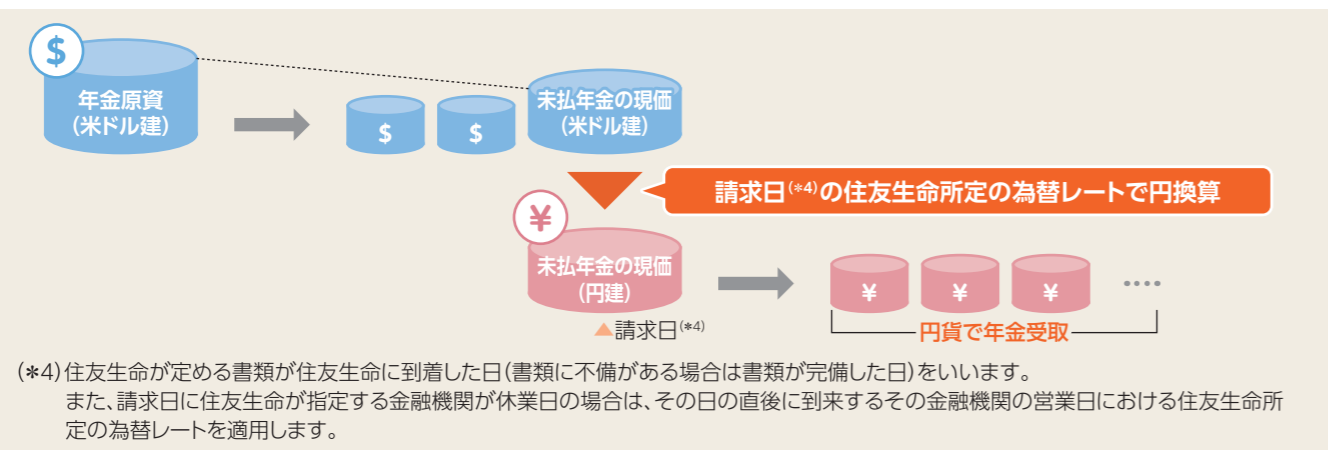 $
年金原資
(米ドル建)
$
$
未払年金の現価
(米ドル建)
請求日(*4)の住友生命所定の為替レートで円換算
¥
未払年金の現価
(円建)
¥
¥
¥
‥‥
▲請求日(*4)
円貨で年金受取
(*4)住友生命が定める書類が住友生命に到着した日(書類に不備がある場合は書類が完備した日)をいいます。
また、請求日に住友生命が指定する金融機関が休業日の場合は、その日の直後に到来するその金融機関の営業日における住友生命所
定の為替レートを適用します。